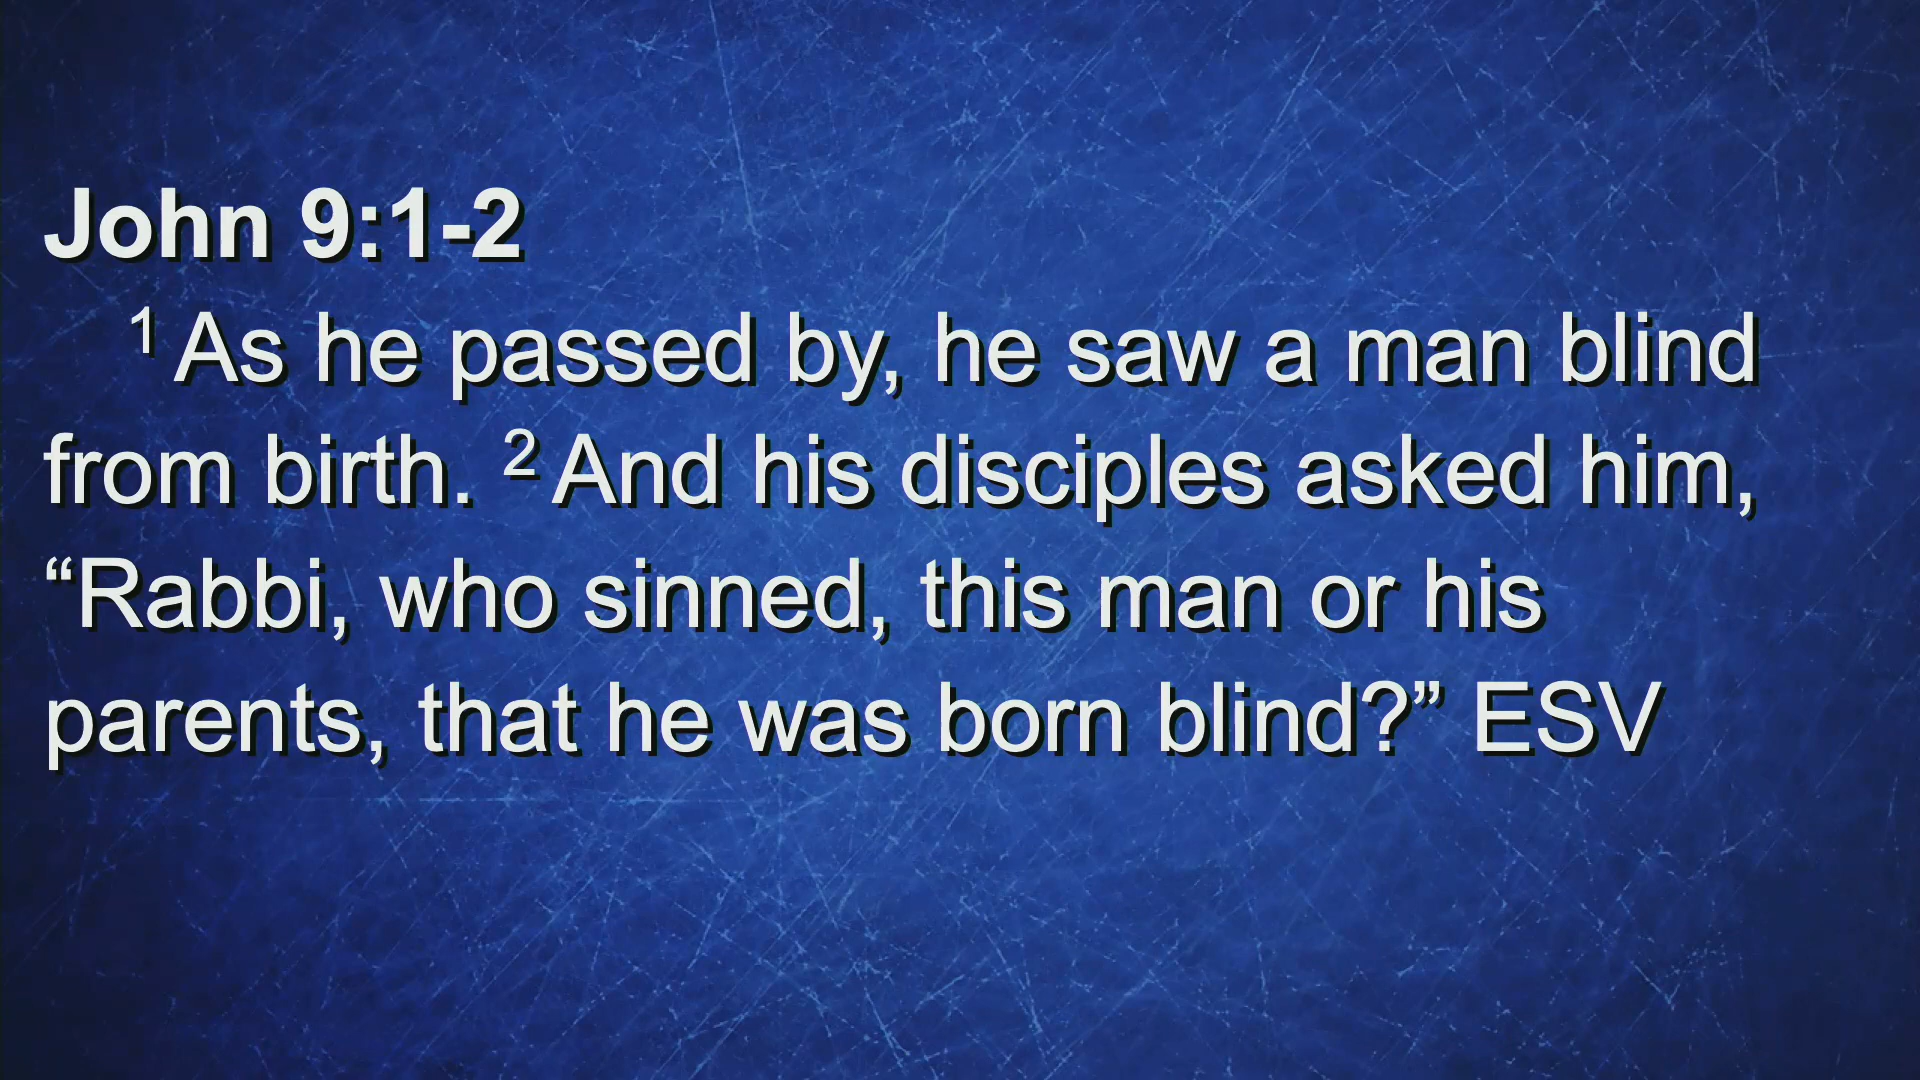 John 9:1-2
1 As he passed by, he saw a man blind
from birth. 2 And his disciples asked him,
“Rabbi, who sinned, this man or his
parents, that he was born blind?” ESV